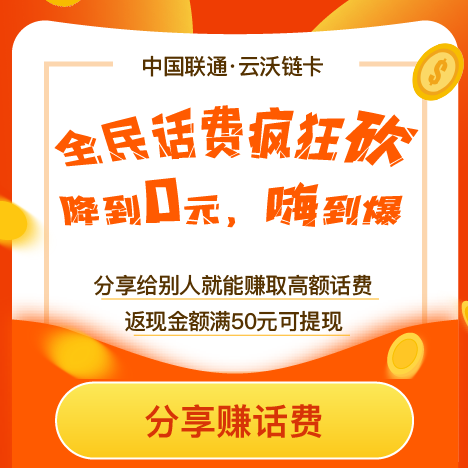 中国联通·云沃链卡
全民话费疯狂砍
降到0元，嗨到爆
分享给别人就能赚取高额话费
返现金额满50元可提现
分享赚话费